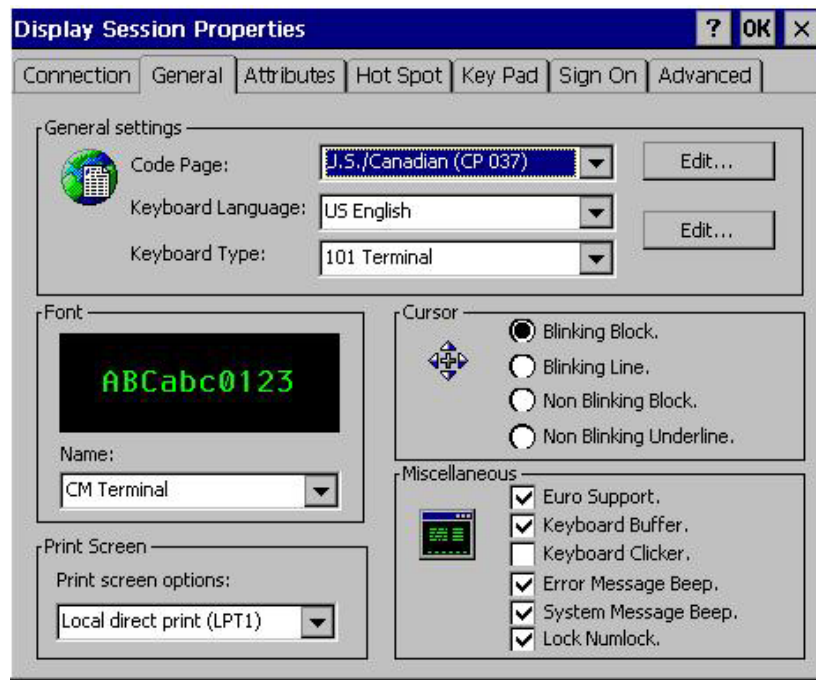 Display Session Properties ? OK ×
Connection General Attributes Hot Spot Key Pad Sign On Advanced
General settings
Code Page: J.S./Canadian (CP 037) Edit...
Keyboard Language: US English
Edit...
Keyboard Type: 101 Terminal
Font
ABCabc0123
Name:
CM Terminal
Print Screen
Print screen options:
Local direct print (LPT1)
Cursor
Blinking Block.
Blinking Line.
Non Blinking Block.
Non Blinking Underline.
Miscellaneous
Euro Support.
Keyboard Buffer.
Keyboard Clicker.
Error Message Beep.
System Message Beep.
Lock Numlock.